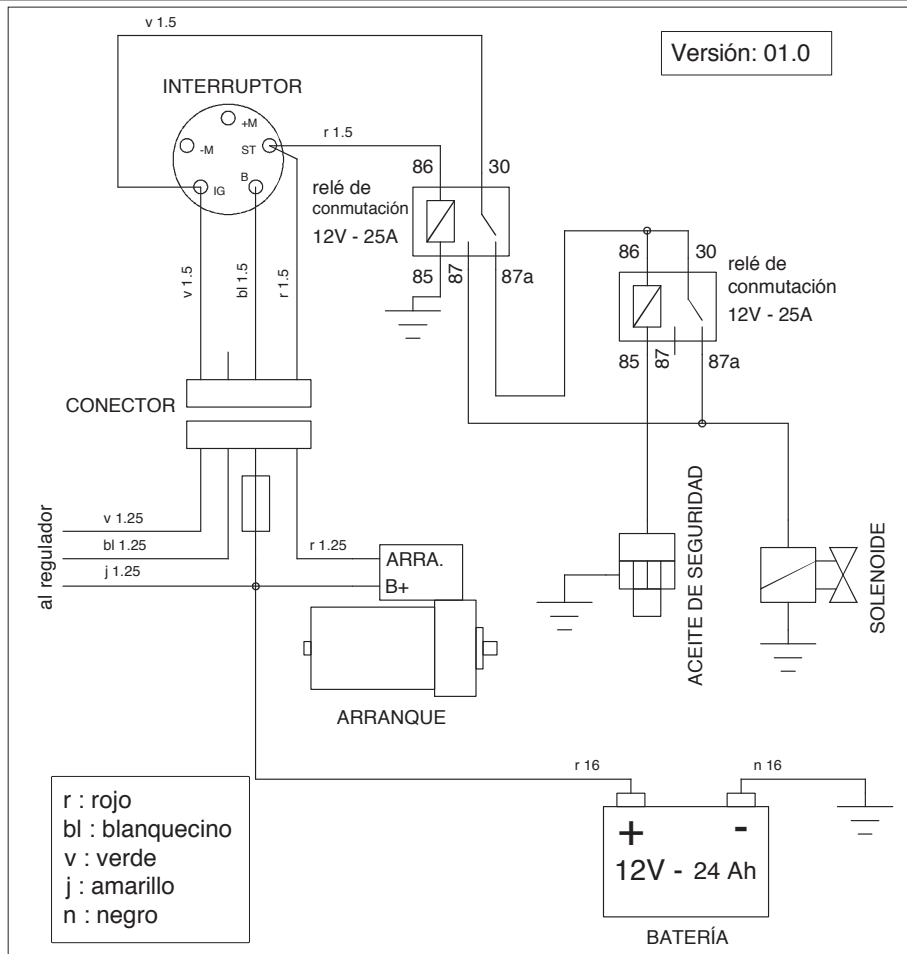 v 1.5
Versión: 01.0
INTERRUPTOR
+M
-M
ST
B
IG
r 1.5
86
30
relé de
conmutación
12V - 25A
85
87
87a
86
30
relé de
conmutación
12V - 25A
85
87
87a
v 1.5
bl 1.5
r 1.5
CONECTOR
al regulador
v 1.25
bl 1.25
j 1.25
r 1.25
ARRA.
B+
ARRANQUE
ACEITE DE SEGURIDAD
SOLENOIDE
r 16
n 16
+
-
12V - 24 Ah
BATERÍA
r : rojo
bl : blanquecino
v : verde
j : amarillo
n : negro